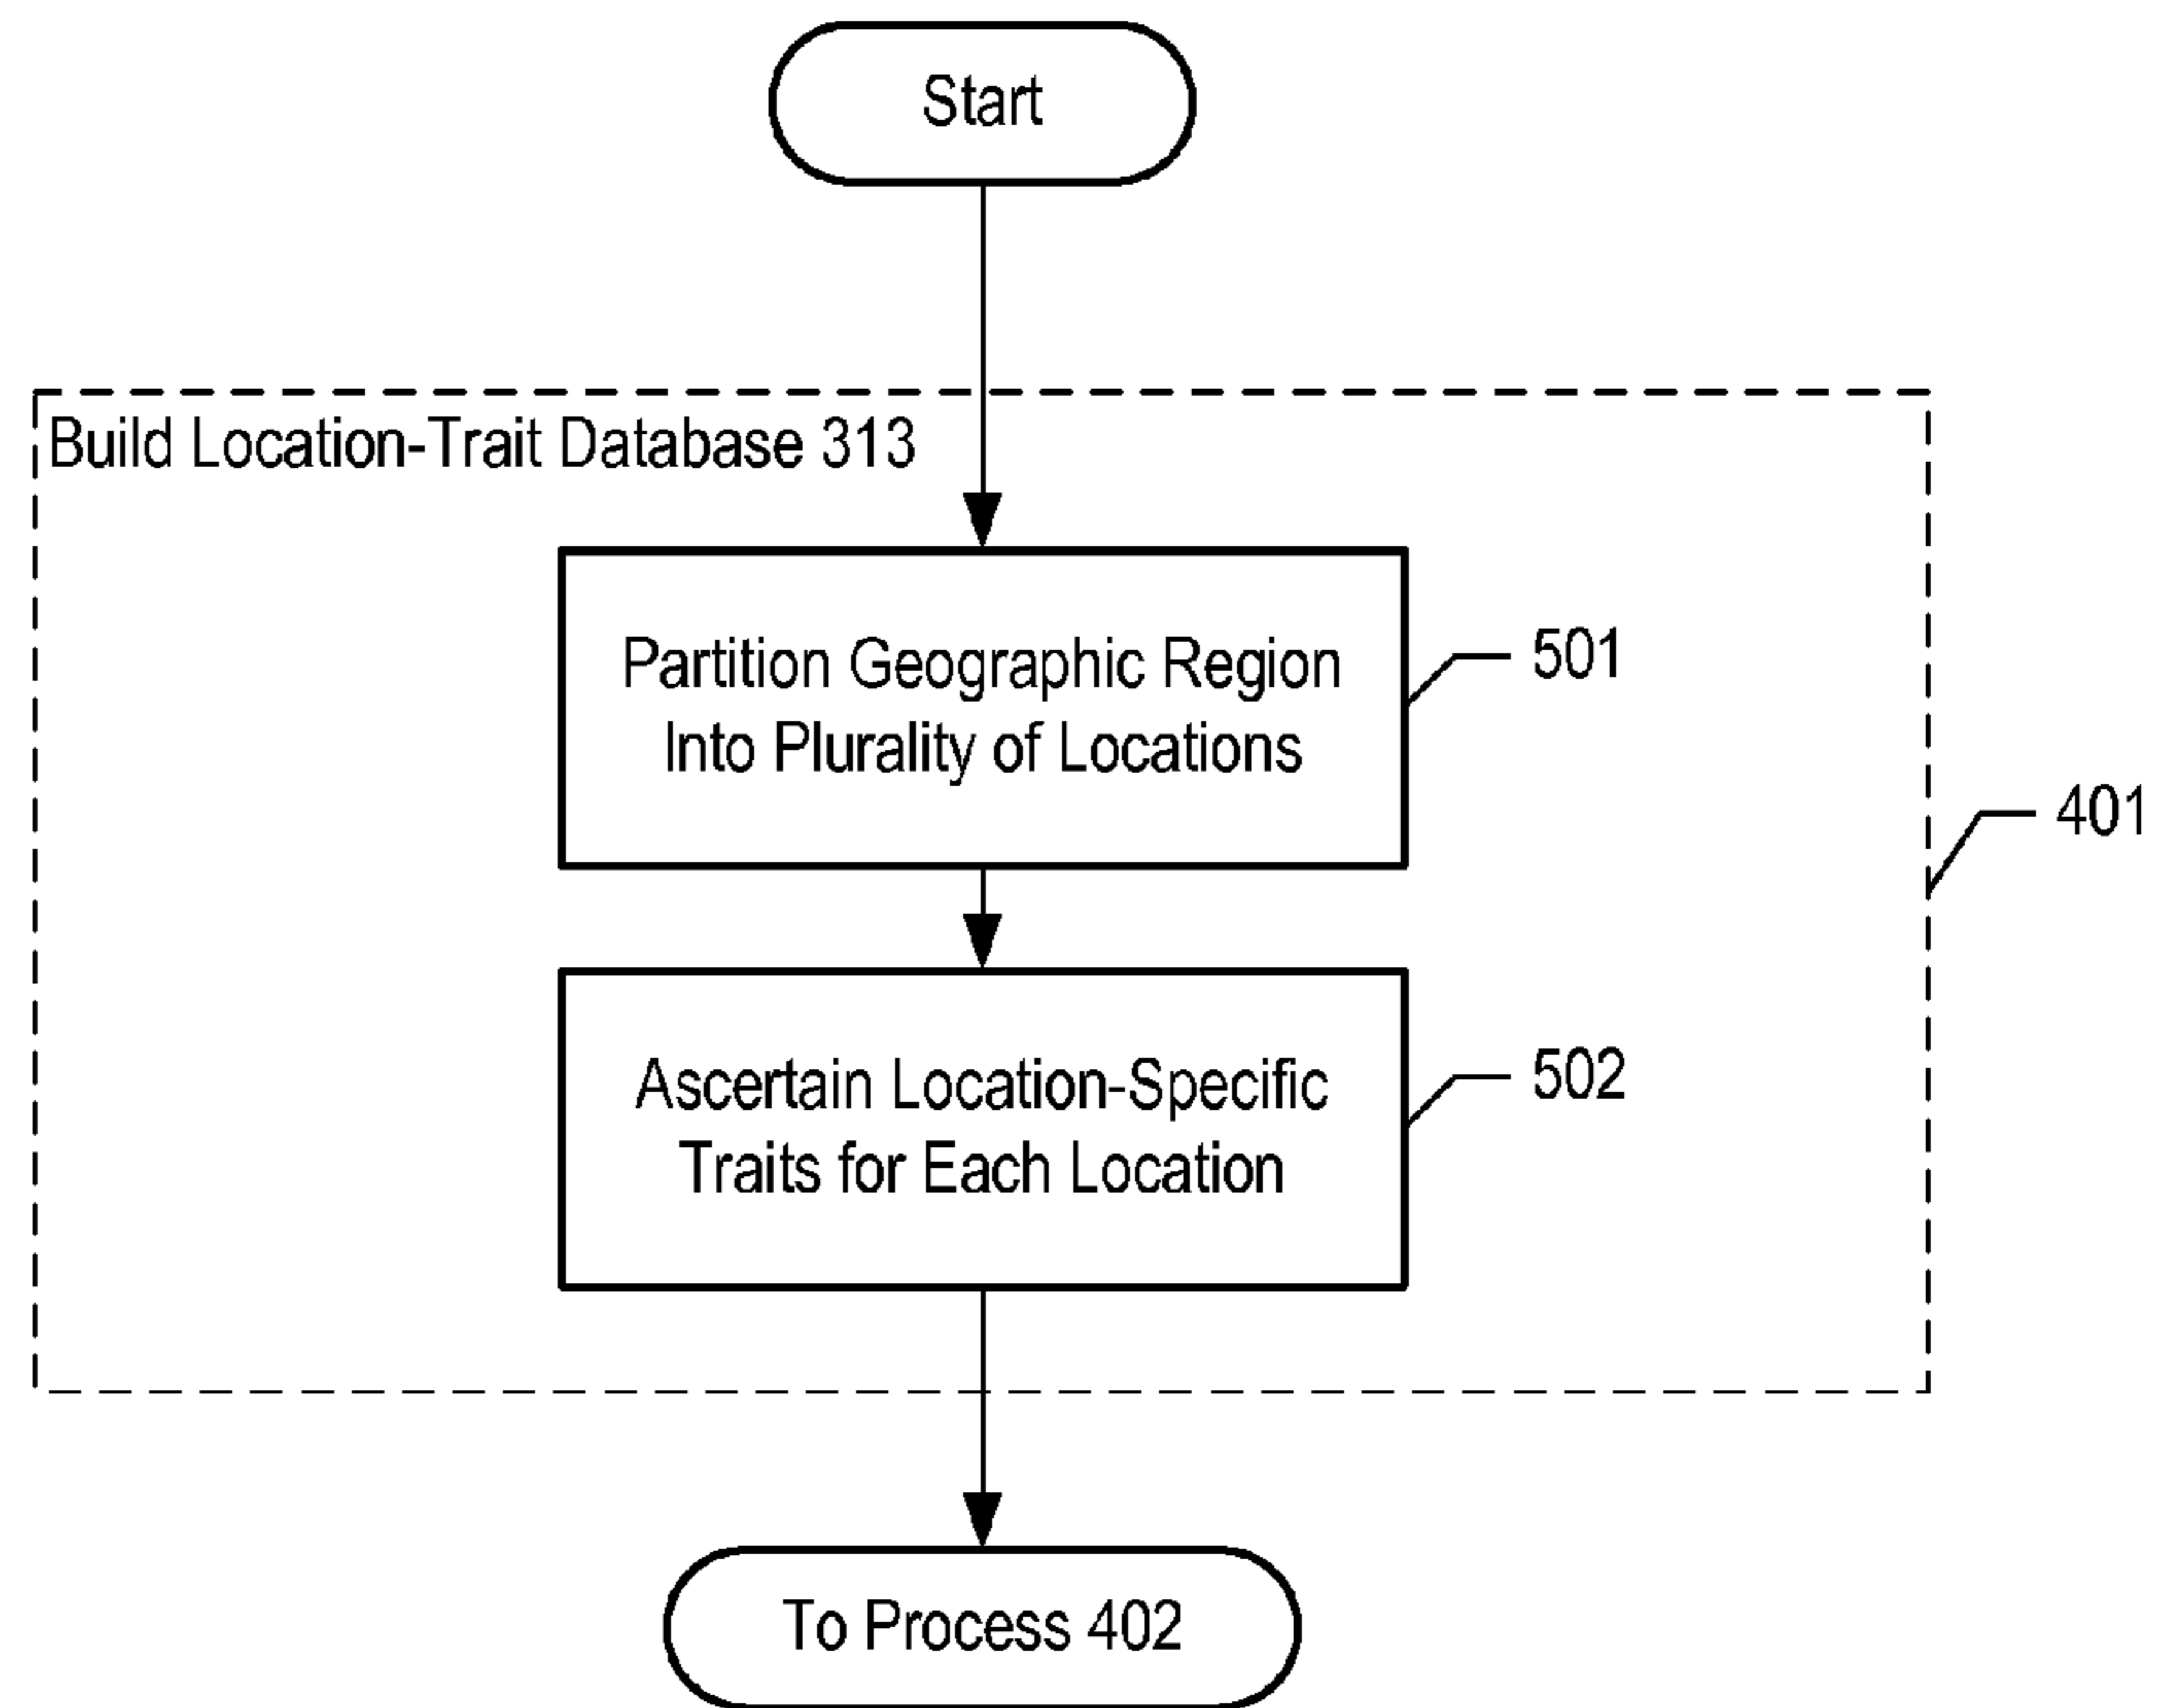 Start
Build Location-Trait Database 313
Partition Geographic Region
Into Plurality of Locations
501
401
Ascertain Location-Specific
Traits for Each Location
502
To Process 402